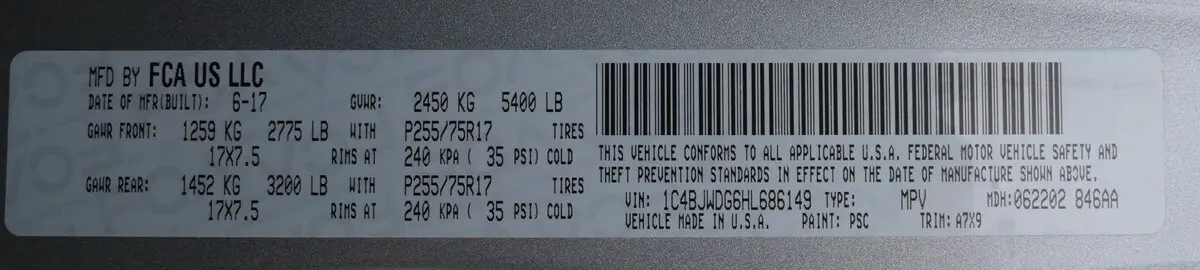 MFD BY FCA US LLC
DATE OF MFR(BUILT): 6-17 GVWR: 2450 KG 5400 LB
GAWR FRONT: 1259 KG 2775 LB WITH P255/75R17 TIRES
17X7.5 RIMS AT 240 KPA ( 35 PSI) COLD
GAWR REAR: 1452 KG 3200 LB WITH P255/75R17 TIRES
17X7.5 RIMS AT 240 KPA ( 35 PSI) COLD
THIS VEHICLE CONFORMS TO ALL APPLICABLE U.S.A. FEDERAL MOTOR VEHICLE SAFETY AND
THEFT PREVENTION STANDARDS IN EFFECT ON THE DATE OF MANUFACTURE SHOWN ABOVE.
VIN: 1C4BJWDG6HL686149 TYPE: MPV MDH:062202 846AA
VEHICLE MADE IN U.S.A. PAINT: PSC TRIM: A7X9